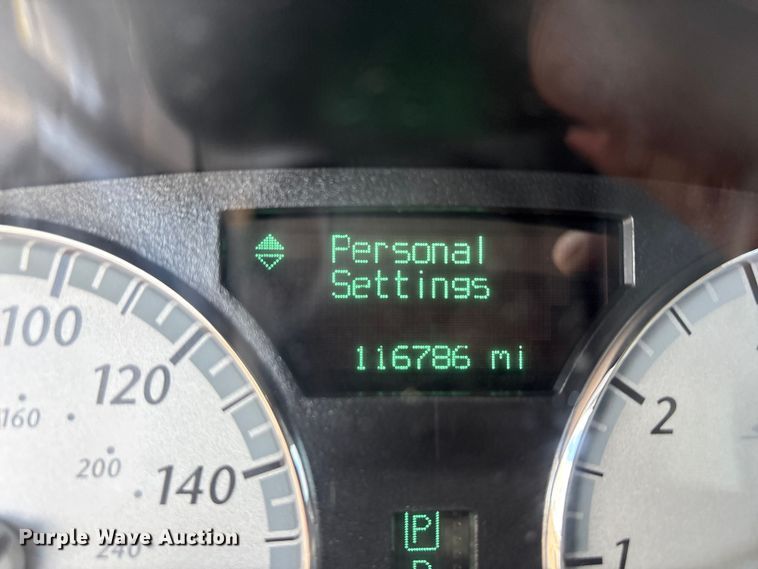 Personal
Settings
116786 mi
100
120
140
160
200
240
2
1
P
R
Purple Wave Auction